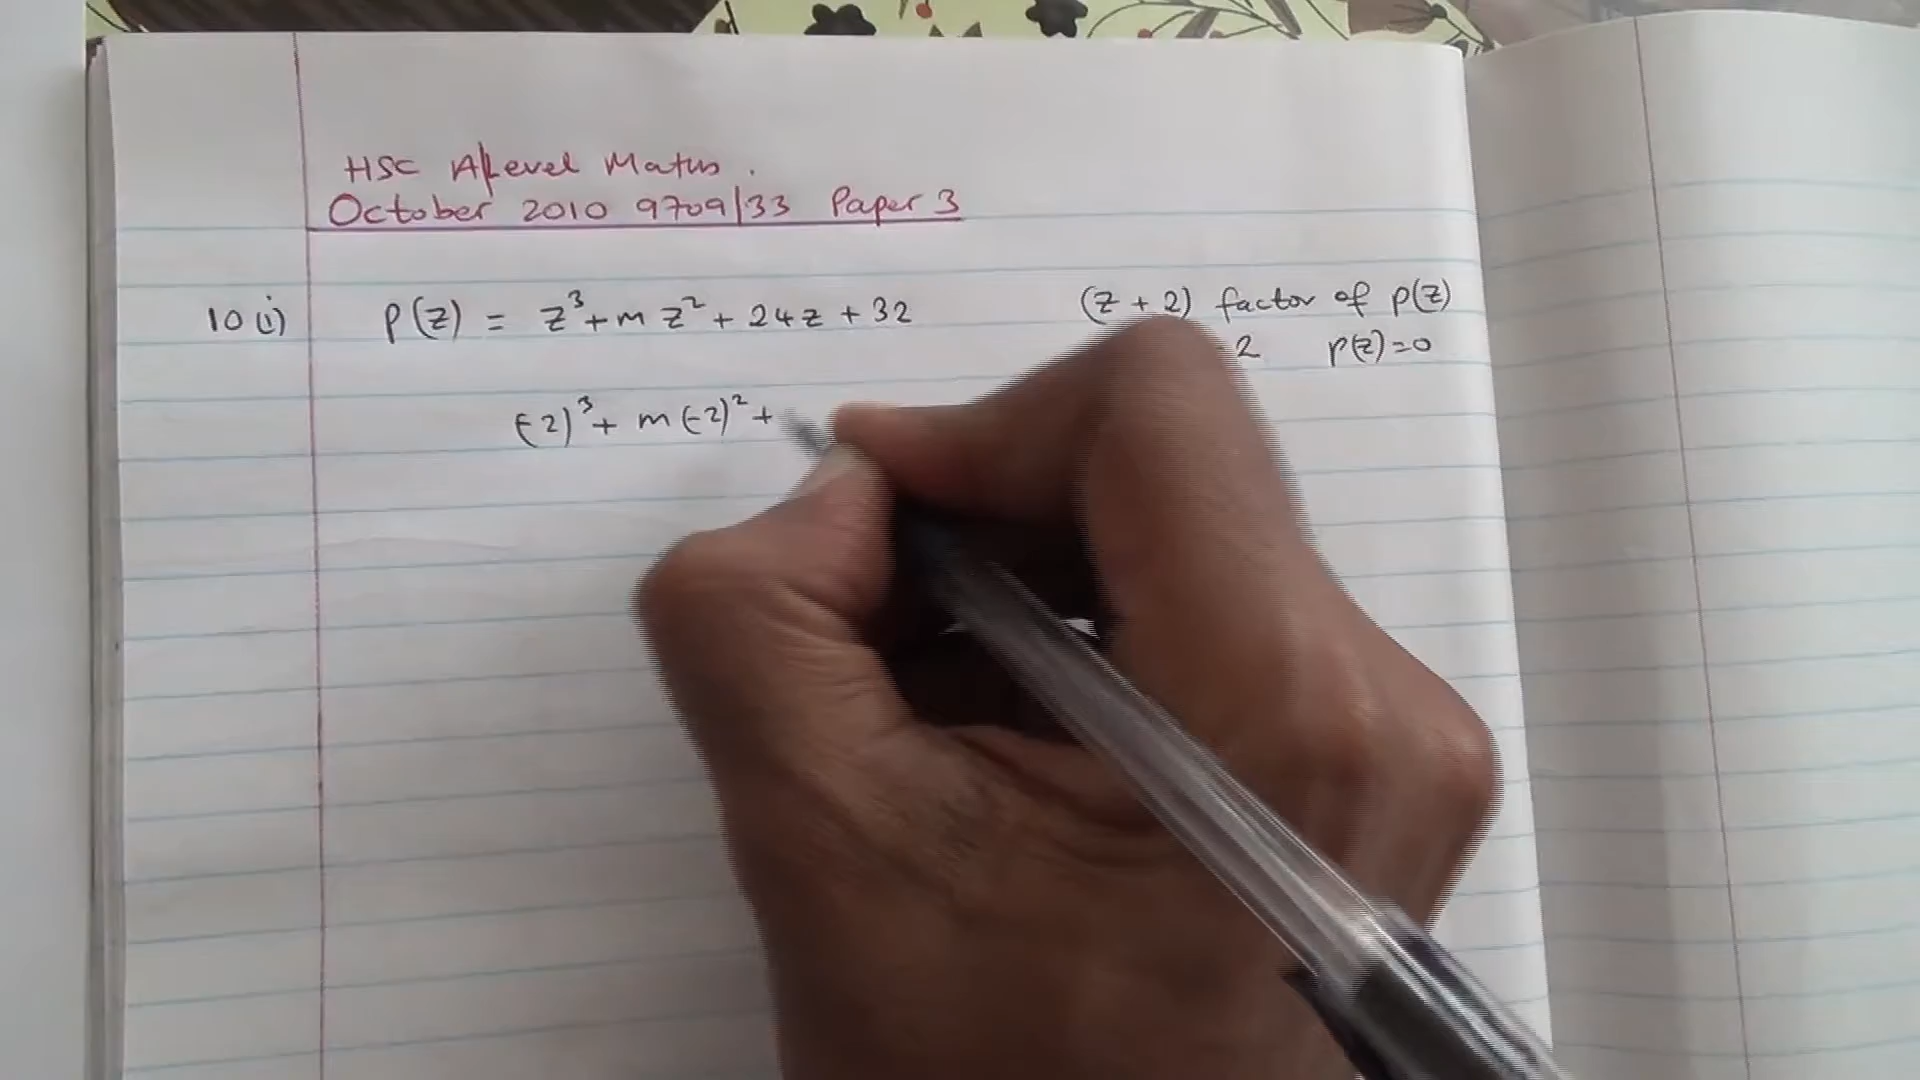 HSC A Level Maths.
October 2010 9709/33 Paper 3
10 (i) p(z) = z³ + m z² + 24z + 32 (z + 2) factor of p(z)
2 p(z) = 0
(-2)³ + m (-2)² +